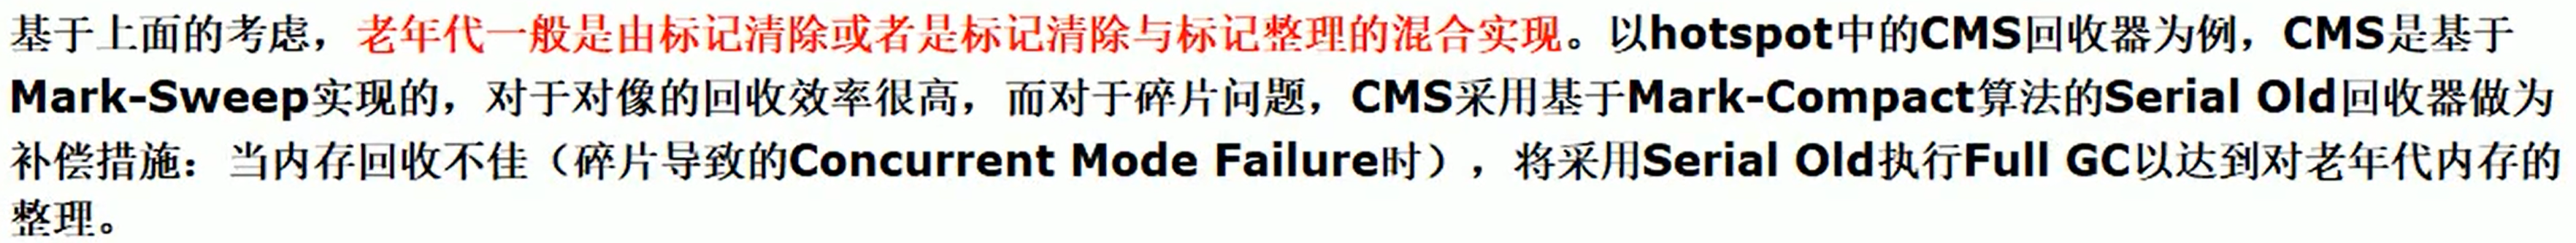 基于上面的考虑，老年代一般是由标记清除或者是标记清除与标记整理的混合实现。以hotspot中的CMS回收器为例，CMS是基于
Mark-Sweep实现的，对于对像的回收效率很高，而对于碎片问题，CMS采用基于Mark-Compact算法的Serial Old回收器做为
补偿措施：当内存回收不佳（碎片导致的Concurrent Mode Failure时），将采用Serial Old执行Full GC以达到对老年代内存的
整理。